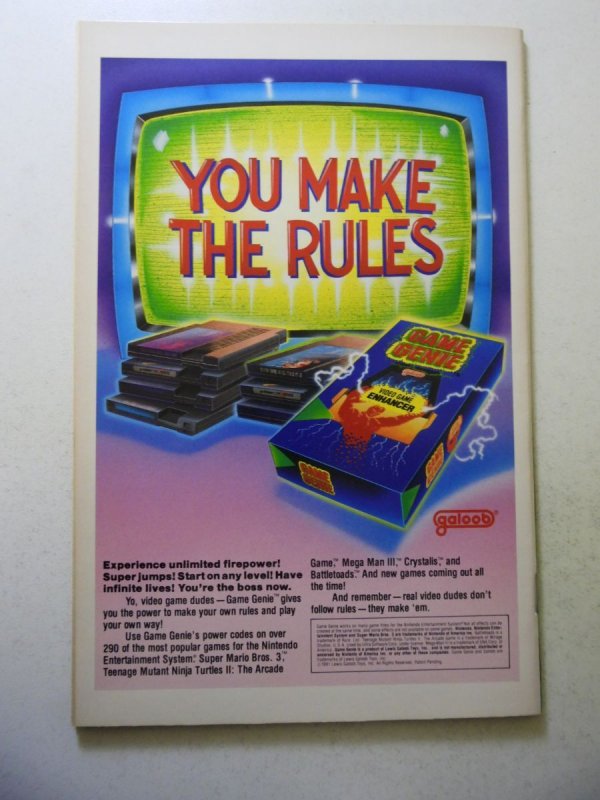 YOU MAKE
THE RULES
GAME
GENIE
galoob
VIDEO GAME
ENHANCER
GAME
GENIE
galoob®
Experience unlimited firepower!
Super jumps! Start on any level! Have
infinite lives! You're the boss now.
Yo, video game dudes — Game Genie™ gives
you the power to make your own rules and play
your own way!
Use Game Genie's power codes on over
290 of the most popular games for the Nintendo
Entertainment System.® Super Mario Bros. 3,™
Teenage Mutant Ninja Turtles II: The Arcade
Game,™ Mega Man III,™ Crystalis,™ and
Battletoads.™ And new games coming out all
the time!
And remember — real video dudes don't
follow rules — they make 'em.